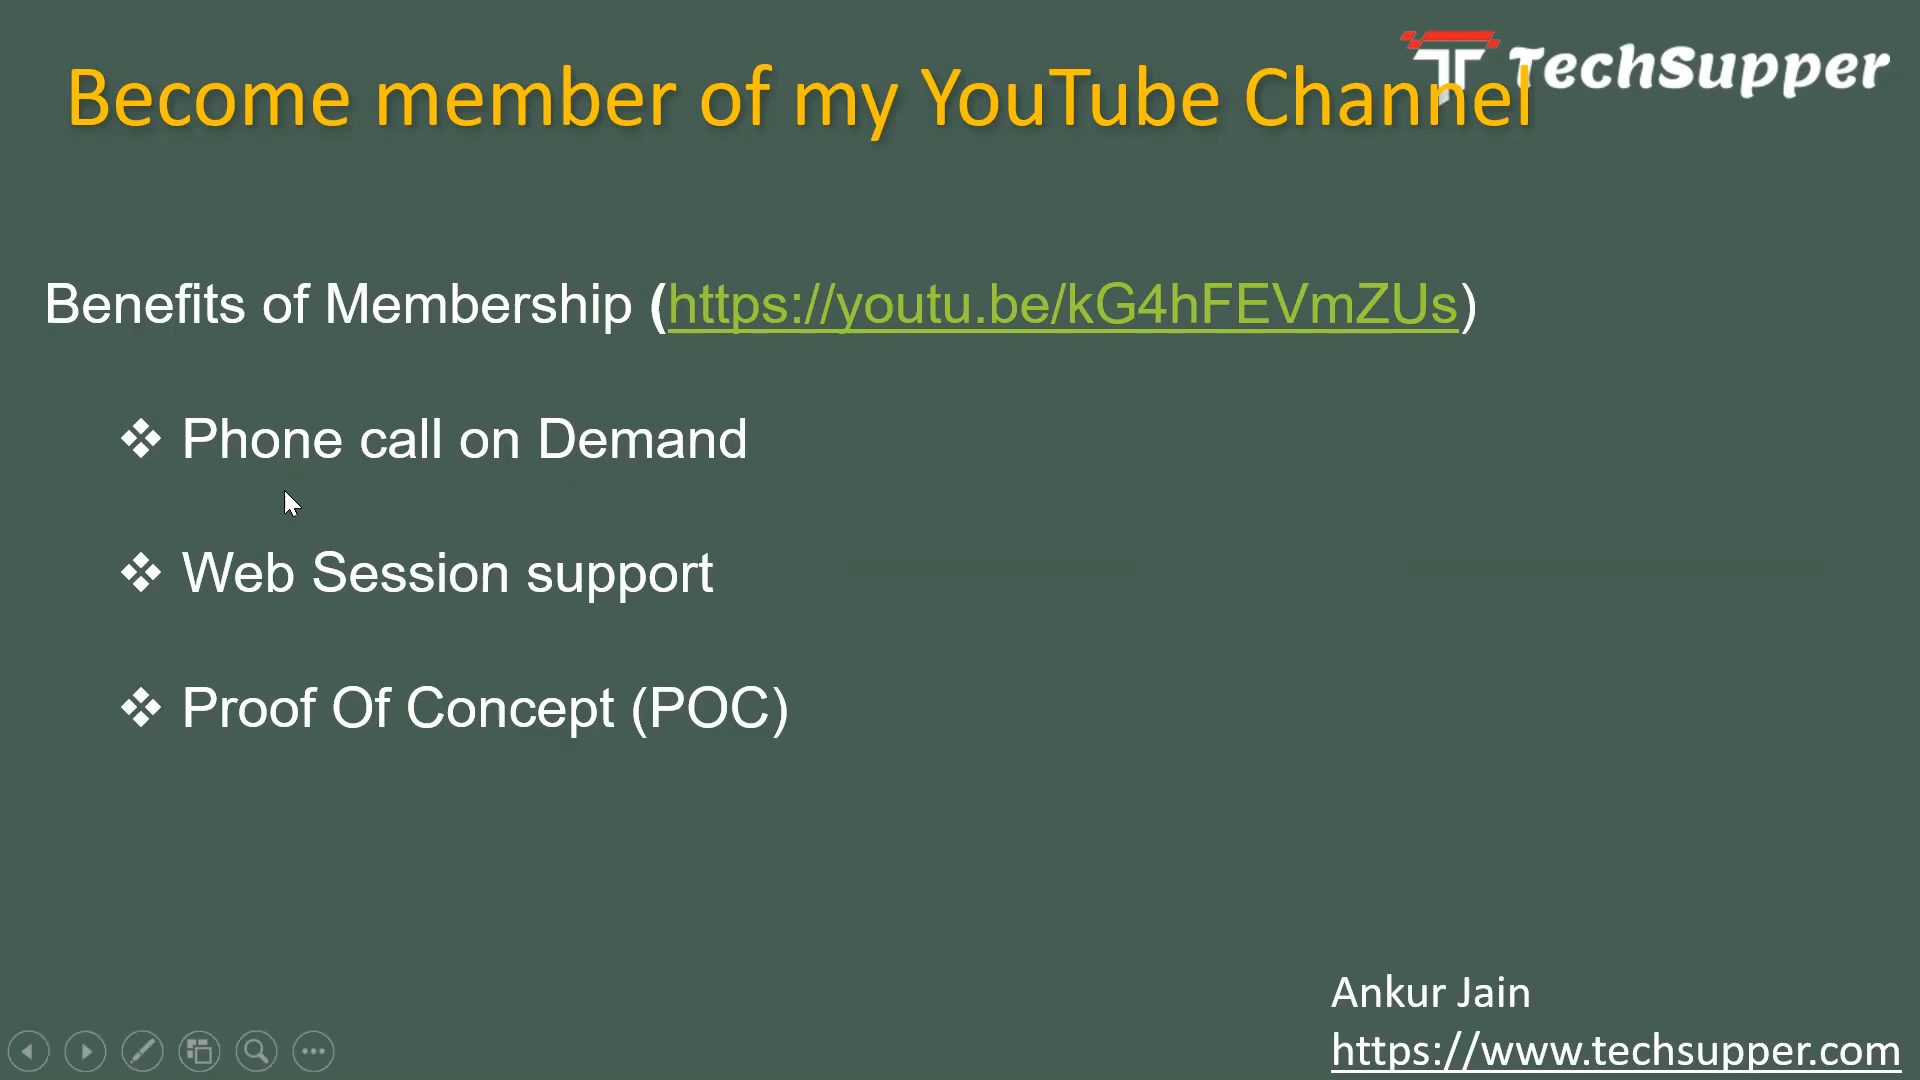 TechSupper
Become member of my YouTube Channel
Benefits of Membership (https://youtu.be/kG4hFEVmZUs)
❖ Phone call on Demand
❖ Web Session support
❖ Proof Of Concept (POC)
Ankur Jain
https://www.techsupper.com